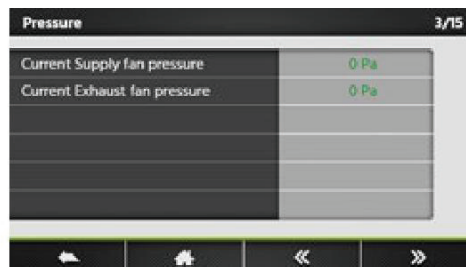 Pressure 3/15
Current Supply fan pressure 0 Pa
Current Exhaust fan pressure 0 Pa